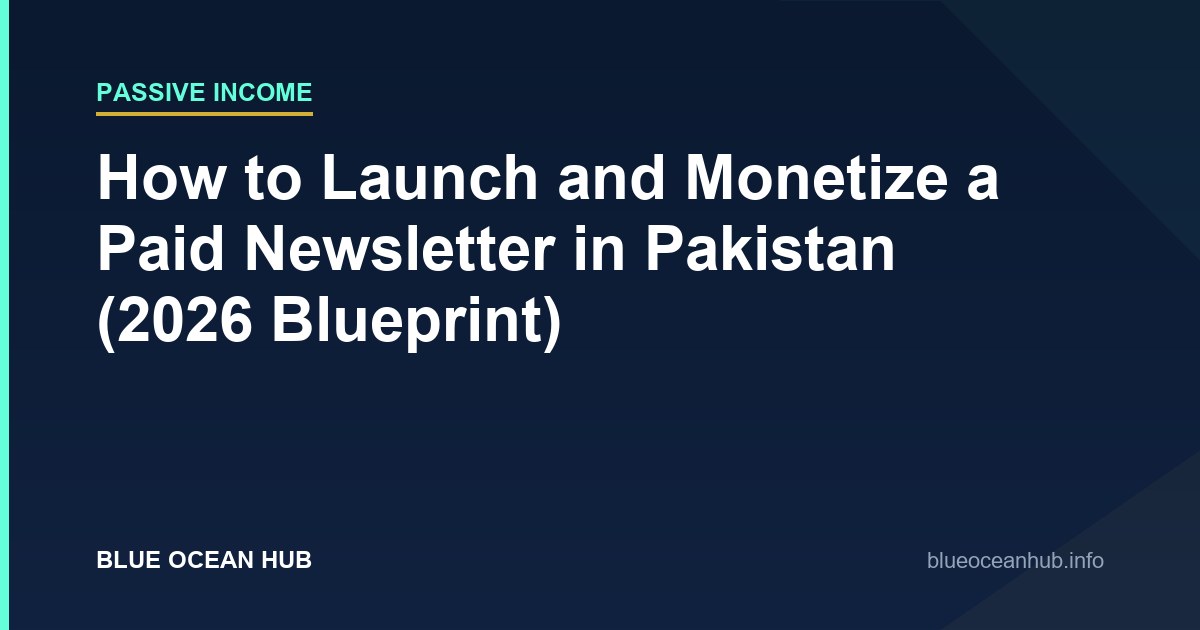 PASSIVE INCOME
How to Launch and Monetize a
Paid Newsletter in Pakistan
(2026 Blueprint)
BLUE OCEAN HUB
blueoceanhub.info